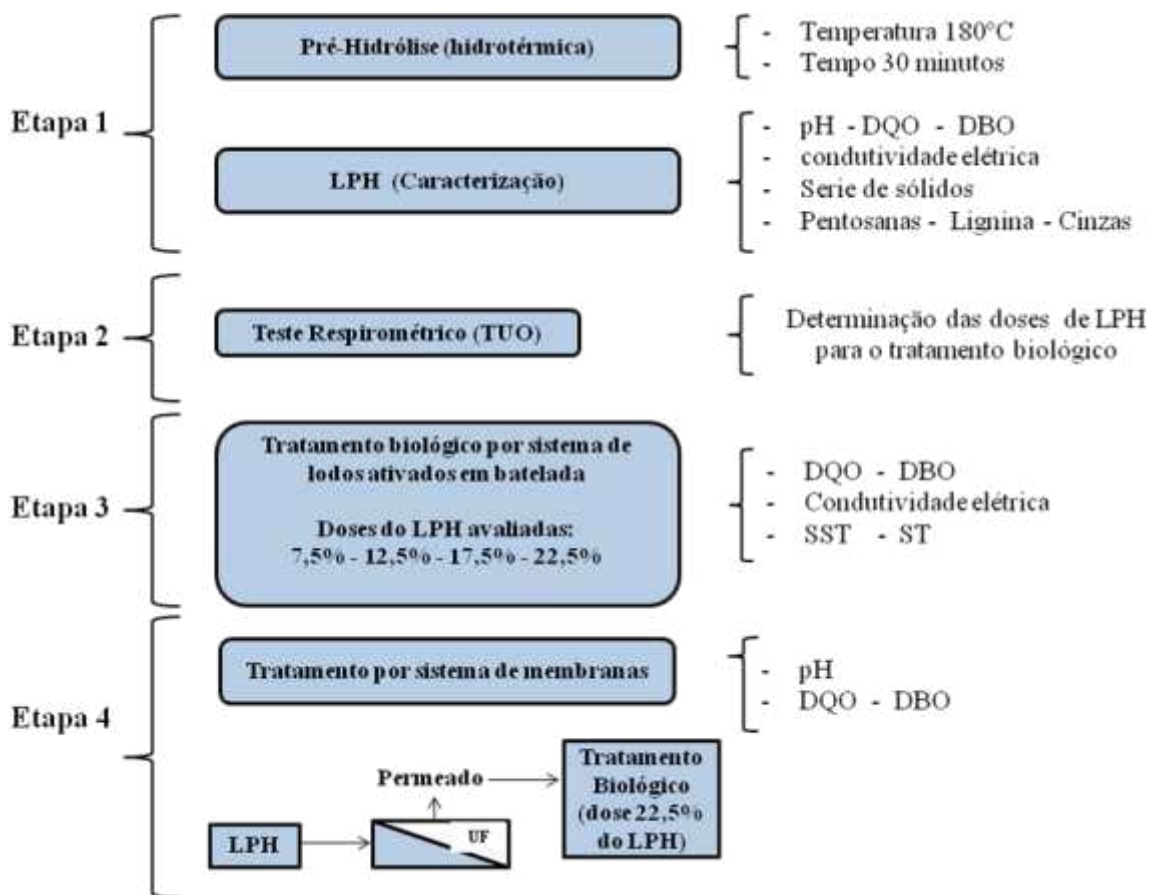 Etapa 1
Pré-Hidrólise (hidrotérmica)
- Temperatura 180°C
- Tempo 30 minutos
LPH (Caracterização)
- pH - DQO - DBO
- condutividade elétrica
- Serie de sólidos
- Pentosanas - Lignina - Cinzas
Etapa 2
Teste Respirométrico (TUO)
Determinação das doses de LPH
para o tratamento biológico
Etapa 3
Tratamento biológico por sistema de
lodos ativados em batelada
Doses do LPH avaliadas:
7,5% - 12,5% - 17,5% - 22,5%
- DQO - DBO
- Condutividade elétrica
- SST - ST
Etapa 4
Tratamento por sistema de membranas
- pH
- DQO - DBO
LPH
UF
Permeado
Tratamento
Biológico
(dose 22,5%
do LPH)